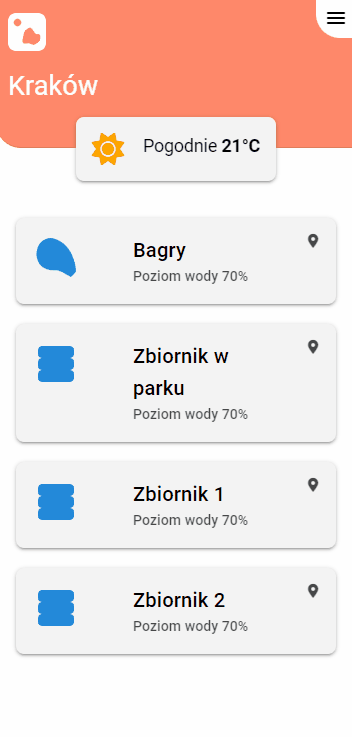 Kraków
Pogodnie 21°C
Bagry
Poziom wody 70%
Zbiornik w
parku
Poziom wody 70%
Zbiornik 1
Poziom wody 70%
Zbiornik 2
Poziom wody 70%